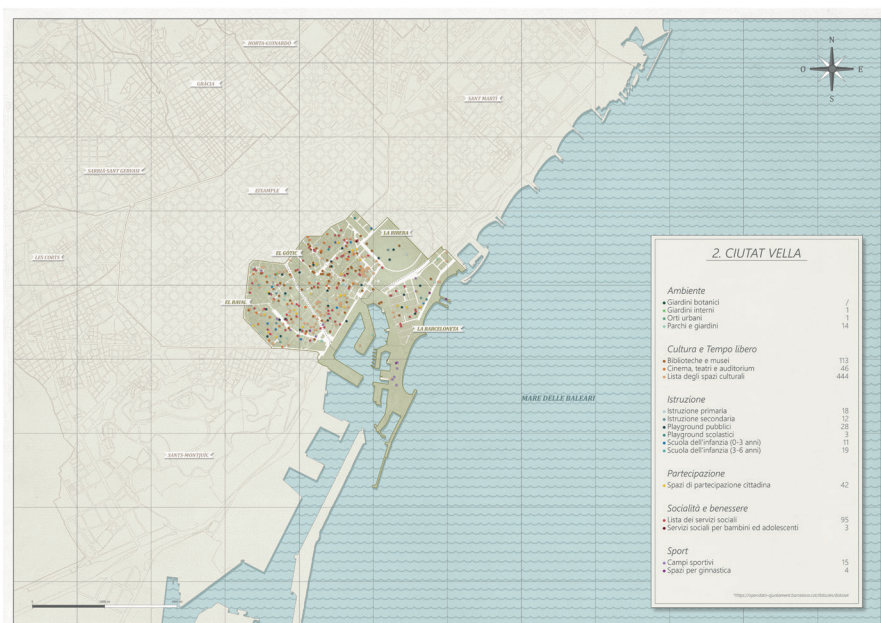 HORTA-GUINARDÓ
N
GRÀCIA
O
E
SANT MARTÍ
S
SARRIÀ-SANT GERVASI
EIXAMPLE
LA RIBERA
EL GÒTIC
LES CORTS
EL RAVAL
LA BARCELONETA
MARE DELLE BALEARI
SANTS-MONTJUÏC
2. CIUTAT VELLA
Ambiente
Giardini botanici /
Giardini interni 1
Orti urbani 1
Parchi e giardini 14
Cultura e Tempo libero
Biblioteche e musei 113
Cinema, teatri e auditorium 46
Lista degli spazi culturali 444
Istruzione
Istruzione primaria 18
Istruzione secondaria 12
Playground pubblici 28
Playground scolastici 3
Scuola dell'infanzia (0-3 anni) 11
Scuola dell'infanzia (3-6 anni) 19
Partecipazione
Spazi di partecipazione cittadina 42
Socialità e benessere
Lista dei servizi sociali 95
Servizi sociali per bambini ed adolescenti 3
Sport
Campi sportivi 15
Spazi per ginnastica 4